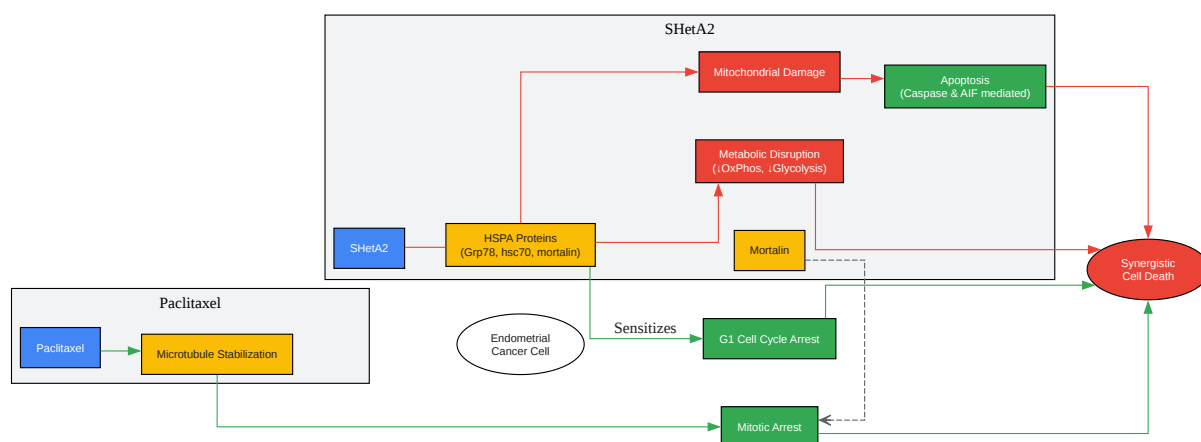 SHetA2
Mitochondrial Damage
Apoptosis
(Caspase & AIF mediated)
Metabolic Disruption
(↓OxPhos, ↓Glycolysis)
SHetA2
HSPA Proteins
(Grp78, hsc70, mortalin)
Mortalin
Synergistic
Cell Death
Paclitaxel
Paclitaxel
Microtubule Stabilization
Endometrial
Cancer Cell
Sensitizes
G1 Cell Cycle Arrest
Mitotic Arrest